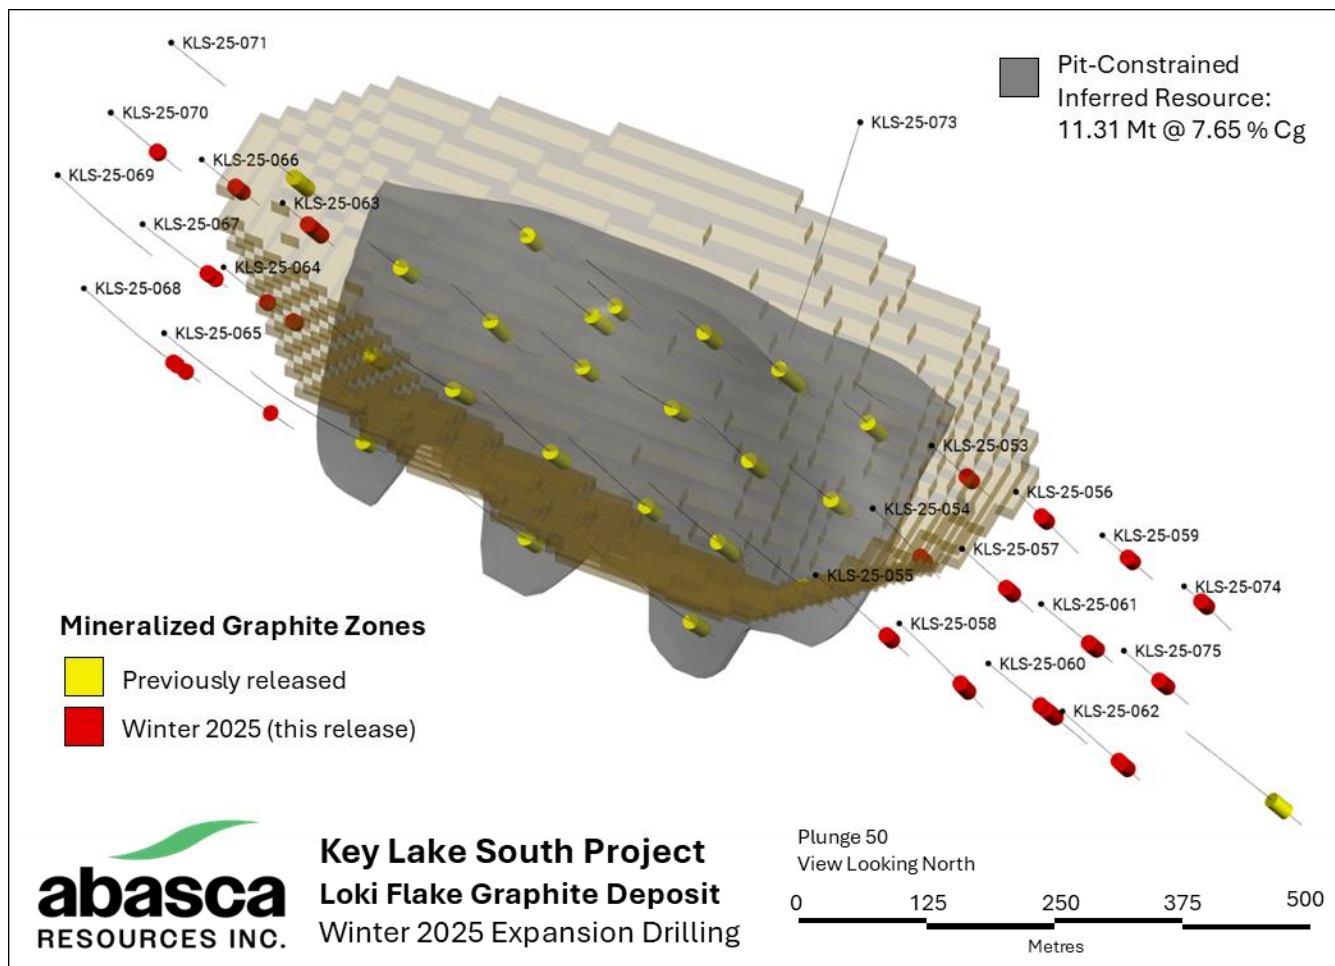 KLS-25-071
KLS-25-070
KLS-25-066
KLS-25-069
KLS-25-063
KLS-25-067
KLS-25-064
KLS-25-068
KLS-25-065
KLS-25-073
Pit-Constrained
Inferred Resource:
11.31 Mt @ 7.65 % Cg
KLS-25-053
KLS-25-056
KLS-25-054
KLS-25-059
KLS-25-057
KLS-25-055
KLS-25-074
KLS-25-061
KLS-25-058
KLS-25-075
KLS-25-060
KLS-25-062
Mineralized Graphite Zones
Previously released
Winter 2025 (this release)
abasca
RESOURCES INC.
Key Lake South Project
Loki Flake Graphite Deposit
Winter 2025 Expansion Drilling
Plunge 50
View Looking North
0 125 250 375 500
Metres